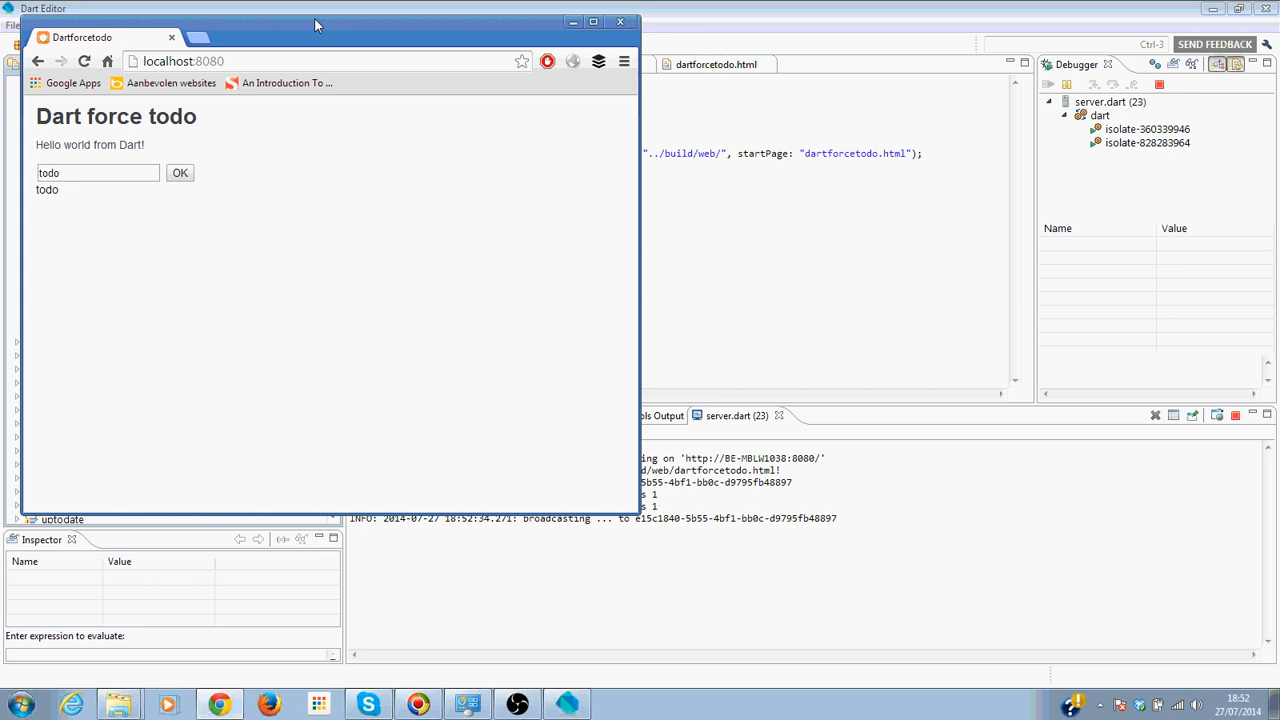 Dart Editor
File
Dartforcetodo
localhost:8080
Google Apps
Aanbevolen websites
An Introduction To ...
Dart force todo
Hello world from Dart!
todo
OK
todo
Ctrl-3
SEND FEEDBACK
dartforcetodo.html
"../build/web/", startPage: "dartforcetodo.html");
Debugger
server.dart (23)
dart
isolate-360339946
isolate-828283964
Name
Value
ls Output
server.dart (23)
ing on 'http://BE-MBLW1038:8080/'
d/web/dartforcetodo.html!
5b55-4bf1-bb0c-d9795fb48897
s 1
s 1
INFO: 2014-07-27 18:52:34.271: broadcasting ... to e15c1840-5b55-4bf1-bb0c-d9795fb48897
uptodate
Inspector
Name
Value
Enter expression to evaluate:
18:52
27/07/2014